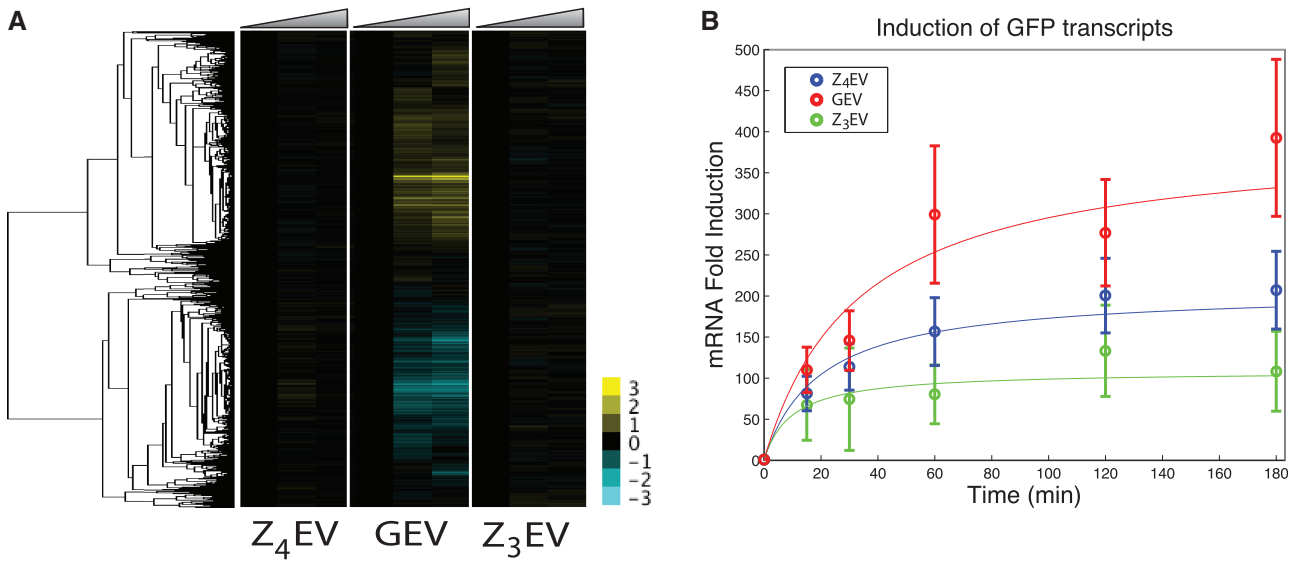 A
3
2
1
0
−1
−2
−3
Z₄EV
GEV
Z₃EV
B
Induction of GFP transcripts
Z₄EV
GEV
Z₃EV
mRNA Fold Induction
500
450
400
350
300
250
200
150
100
50
0
0 20 40 60 80 100 120 140 160 180
Time (min)